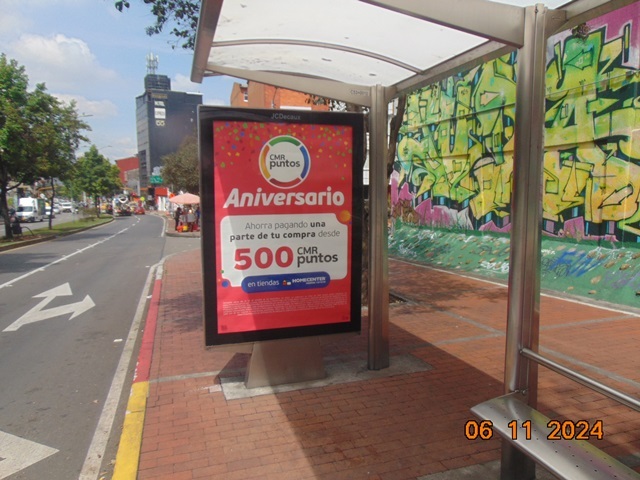 JCDecaux
CMR
puntos
Aniversario
Ahorra pagando una
parte de tu compra desde
500 CMR
puntos
en tiendas HOMECENTER
06 11 2024